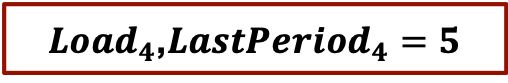 Load₄,LastPeriod₄ = 5